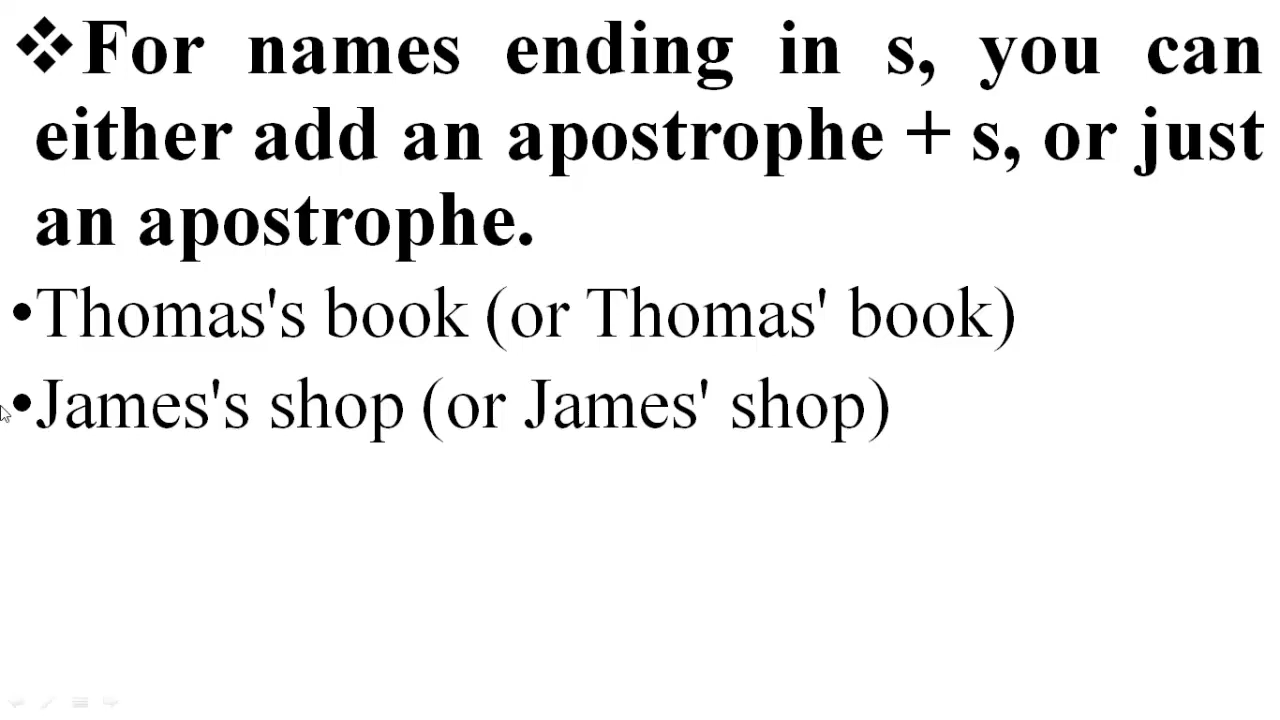 ❖For names ending in s, you can
either add an apostrophe + s, or just
an apostrophe.
•Thomas's book (or Thomas' book)
•James's shop (or James' shop)